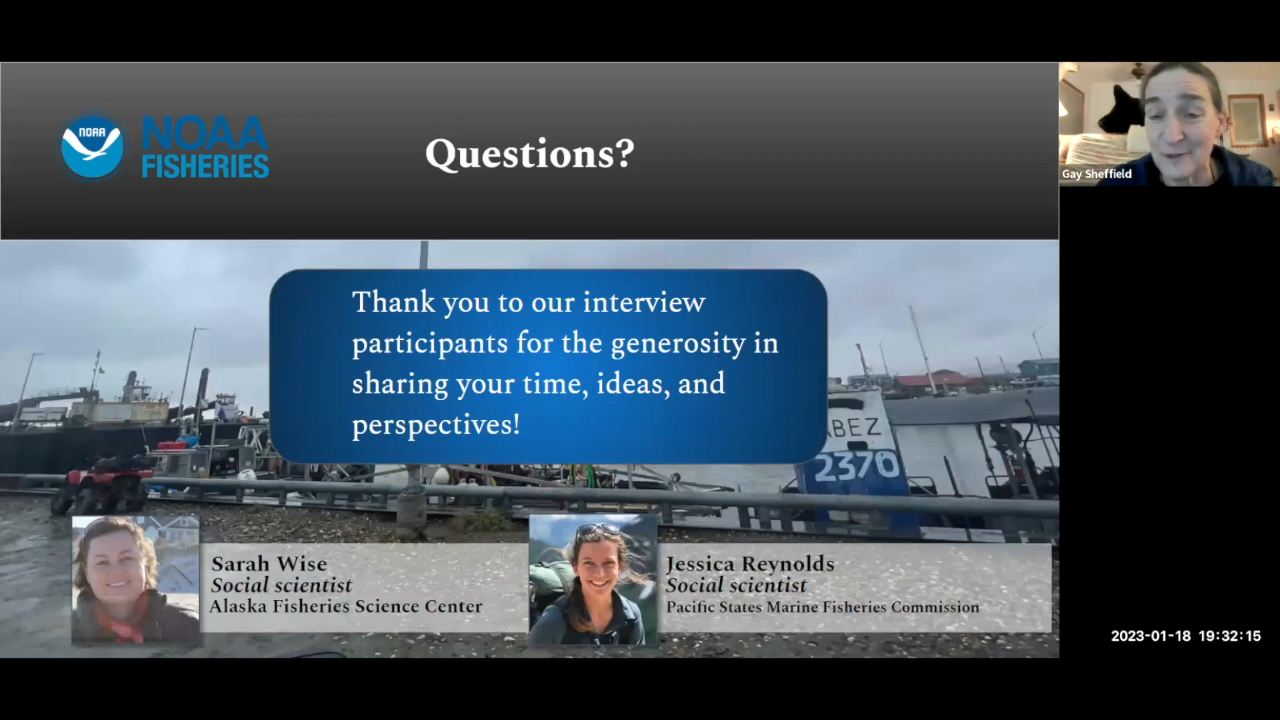 NOAA
NOAA
FISHERIES
Questions?
Gay Sheffield
Thank you to our interview
participants for the generosity in
sharing your time, ideas, and
perspectives!
BEZ
2370
Sarah Wise
Social scientist
Alaska Fisheries Science Center
Jessica Reynolds
Social scientist
Pacific States Marine Fisheries Commission
2023-01-18 19:32:15